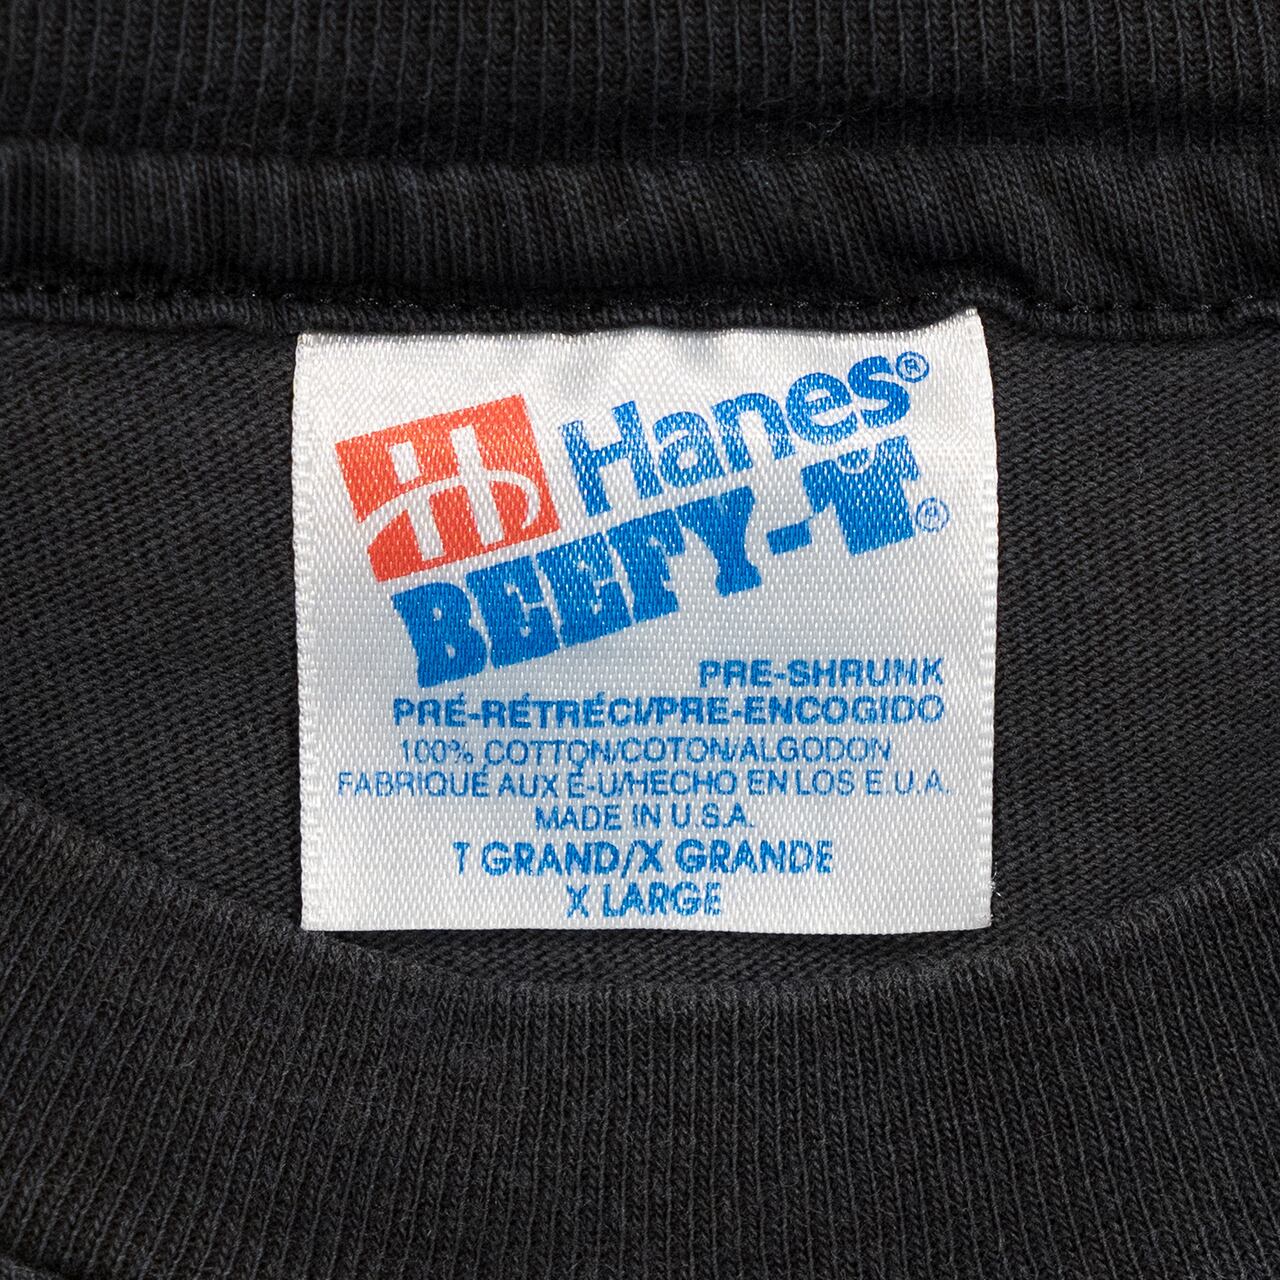 Hanes®
BEEFY-T®
PRE-SHRUNK
PRÉ-RÉTRÉCI/PRE-ENCOGIDO
100% COTTON/COTON/ALGODON
FABRIQUÉ AUX É-U/HECHO EN LOS E.U.A.
MADE IN U.S.A.
T GRAND/X GRANDE
X LARGE